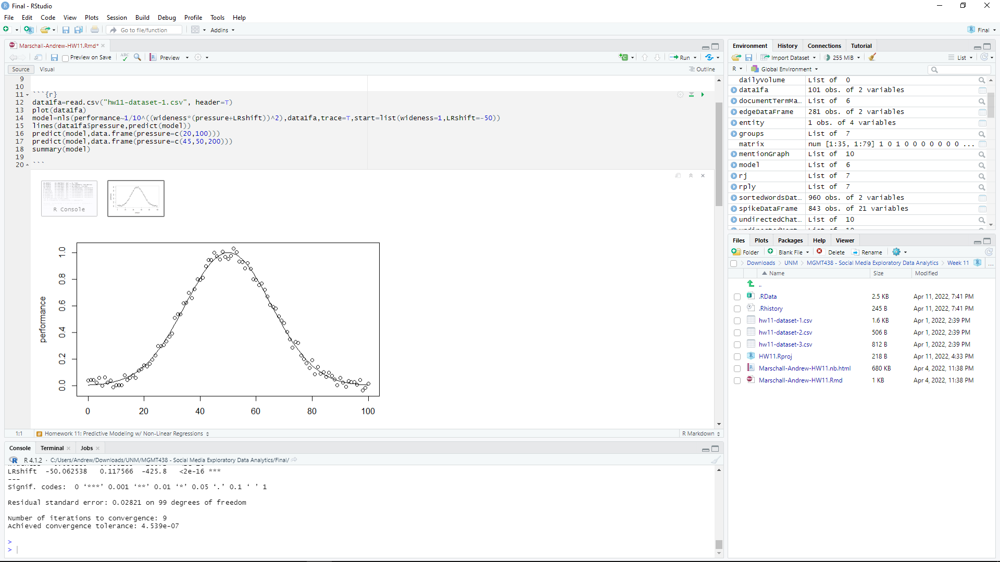 Final - RStudio
File Edit Code View Plots Session Build Debug Profile Tools Help
Go to file/function Addins Final
Marschall-Andrew-HW11.Rmd*
Preview on Save ABC Preview Run
Source Visual Outline
9
10
11 ```{r}
12 data1fa=read.csv("hw11-dataset-1.csv", header=T)
13 plot(data1fa)
14 model=nls(performance~1/10^((wideness*(pressure+LRshift))^2),data1fa,trace=T,start=list(wideness=1,LRshift=-50))
15 lines(data1fa$pressure,predict(model))
16 predict(model,data.frame(pressure=c(20,100)))
17 predict(model,data.frame(pressure=c(45,50,200)))
18 summary(model)
19
20 ```
R Console
performance
1.0
0.8
0.6
0.4
0.2
0.0
0 20 40 60 80 100
1:1 Homework 11: Predictive Modeling w/ Non-Linear Regressions R Markdown
Console Terminal Jobs
R 4.1.2 · C:/Users/Andrew/Downloads/UNM/MGMT438 - Social Media Exploratory Data Analytics/Final/
LRshift -50.062538 0.117566 -425.8 <2e-16 ***
---
Signif. codes: 0 ‘***’ 0.001 ‘**’ 0.01 ‘*’ 0.05 ‘.’ 0.1 ‘ ’ 1
Residual standard error: 0.02821 on 99 degrees of freedom
Number of iterations to convergence: 9
Achieved convergence tolerance: 4.539e-07
>
>
Environment History Connections Tutorial
Import Dataset 255 MiB List
R Global Environment
dailyVolume List of 0
data1fa 101 obs. of 2 variables
documentTermMa... List of 6
edgeDataFrame 281 obs. of 2 variables
entity 1 obs. of 4 variables
groups List of 7
matrix num [1:35, 1:79] 1 0 1 0 0 0 0 0 0 0 ...
mentionGraph List of 10
model List of 6
rj List of 7
rply List of 7
sortedWordsDat... 960 obs. of 2 variables
spikeDataFrame 843 obs. of 21 variables
undirectedChat... List of 10
Files Plots Packages Help Viewer
Folder Blank File Delete Rename
Downloads UNM MGMT438 - Social Media Exploratory Data Analytics Week 11 ...
Name Size Modified
..
.RData 2.5 KB Apr 11, 2022, 7:41 PM
.Rhistory 245 B Apr 11, 2022, 7:41 PM
hw11-dataset-1.csv 1.6 KB Apr 1, 2022, 2:39 PM
hw11-dataset-2.csv 506 B Apr 1, 2022, 2:39 PM
hw11-dataset-3.csv 812 B Apr 1, 2022, 2:39 PM
HW11.Rproj 218 B Apr 11, 2022, 4:33 PM
Marschall-Andrew-HW11.nb.html 680 KB Apr 4, 2022, 11:38 PM
Marschall-Andrew-HW11.Rmd 1 KB Apr 4, 2022, 11:38 PM